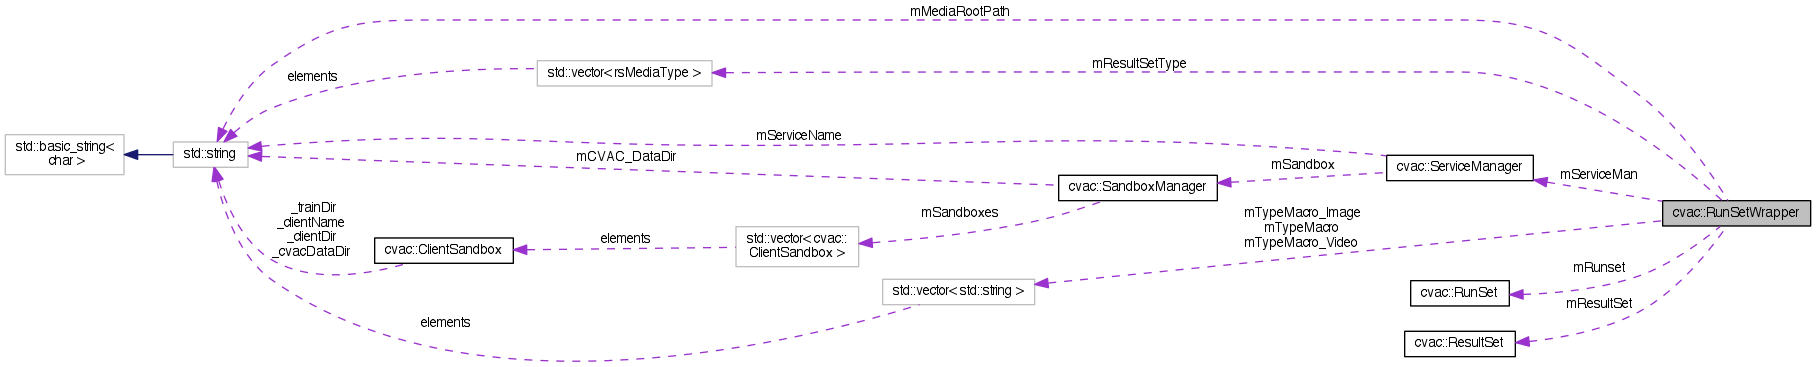 mMediaRootPath
mResultSetType
std::vector< rsMediaType >
elements
mServiceName
std::basic_string<
char >
std::string
mCVAC_DataDir
mSandbox
cvac::ServiceManager
mServiceMan
cvac::SandboxManager
cvac::RunSetWrapper
_trainDir
_clientName
_clientDir
_cvacDataDir
mSandboxes
mTypeMacro_Image
mTypeMacro
mTypeMacro_Video
cvac::ClientSandbox
elements
std::vector< cvac::
ClientSandbox >
mRunset
std::vector< std::string >
cvac::RunSet
mResultSet
elements
cvac::ResultSet